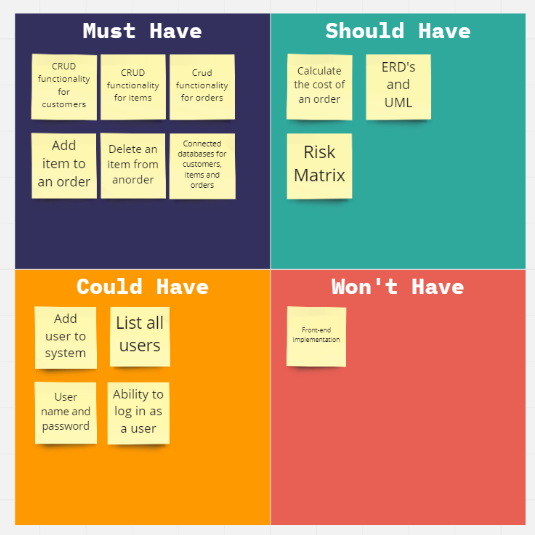 Must Have
CRUD
functionality
for
customers
CRUD
functionality
for items
Crud
functionality
for orders
Add
item to
an order
Delete an
item from
anorder
Connected
databases for
customers,
items and
orders
Should Have
Calculate
the cost of
an order
ERD's
and
UML
Risk
Matrix
Could Have
Add
user to
system
List all
users
User
name and
password
Ability to
log in as
a user
Won't Have
Front-end
implementation